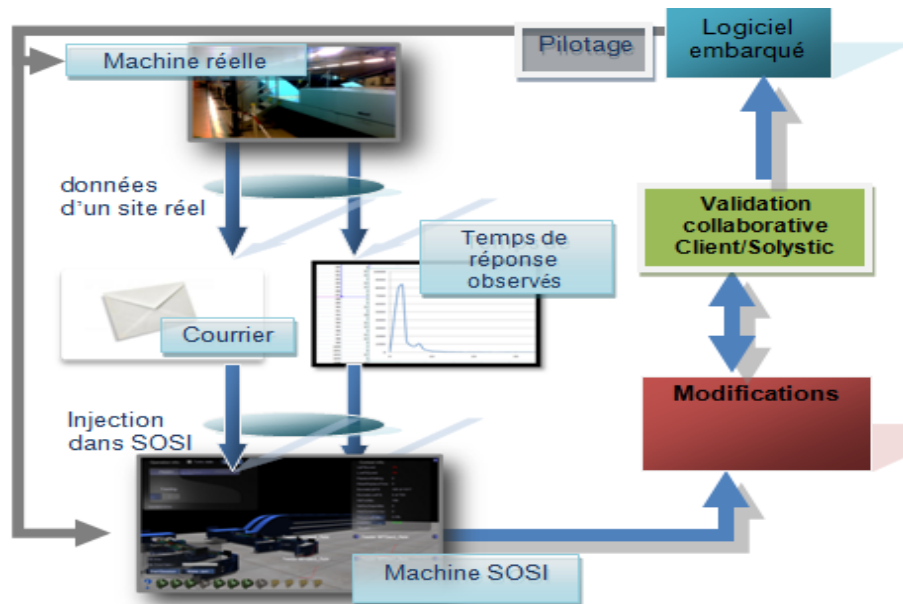 Logiciel
embarqué
Pilotage
Machine réelle
données
d'un site réel
Temps de
réponse
observés
Validation
collaborative
Client/Solystic
Courrier
Modifications
Injection
dans SOSI
Machine SOSI